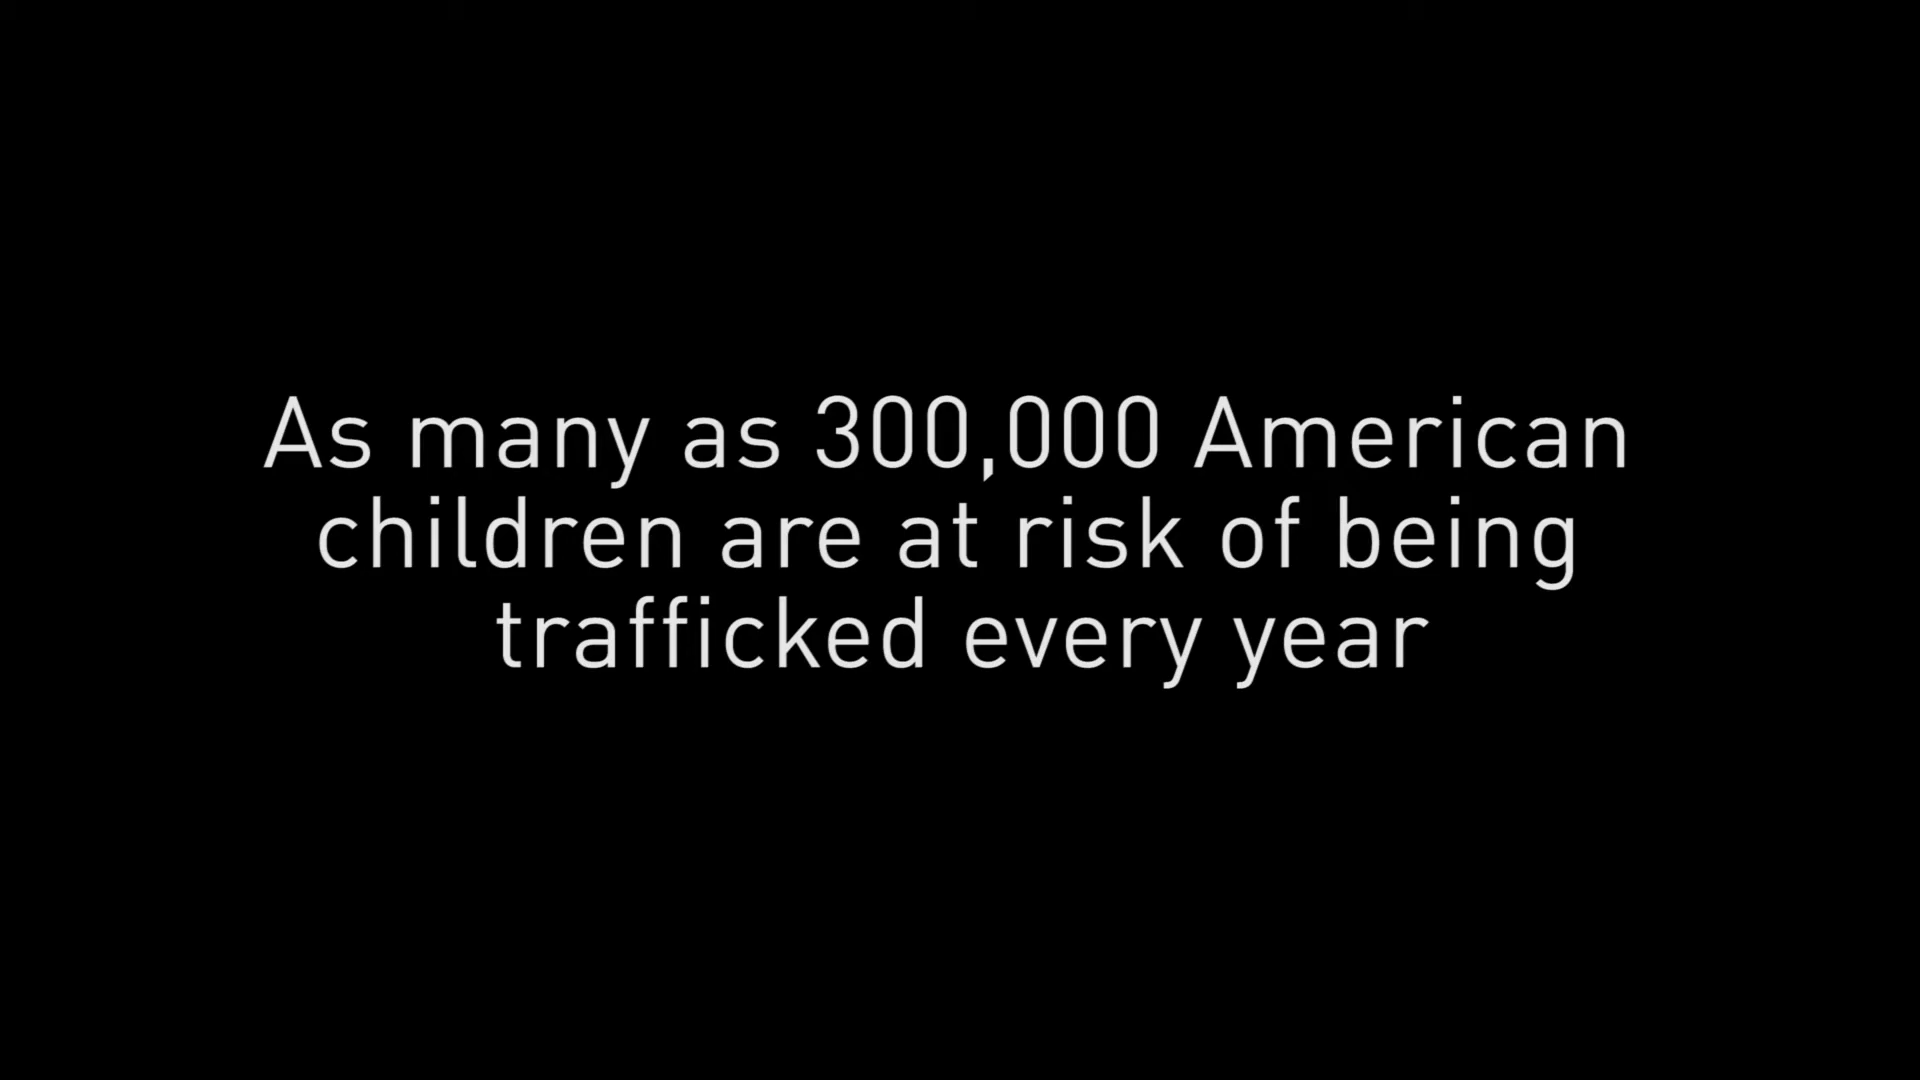 As many as 300,000 American
children are at risk of being
trafficked every year